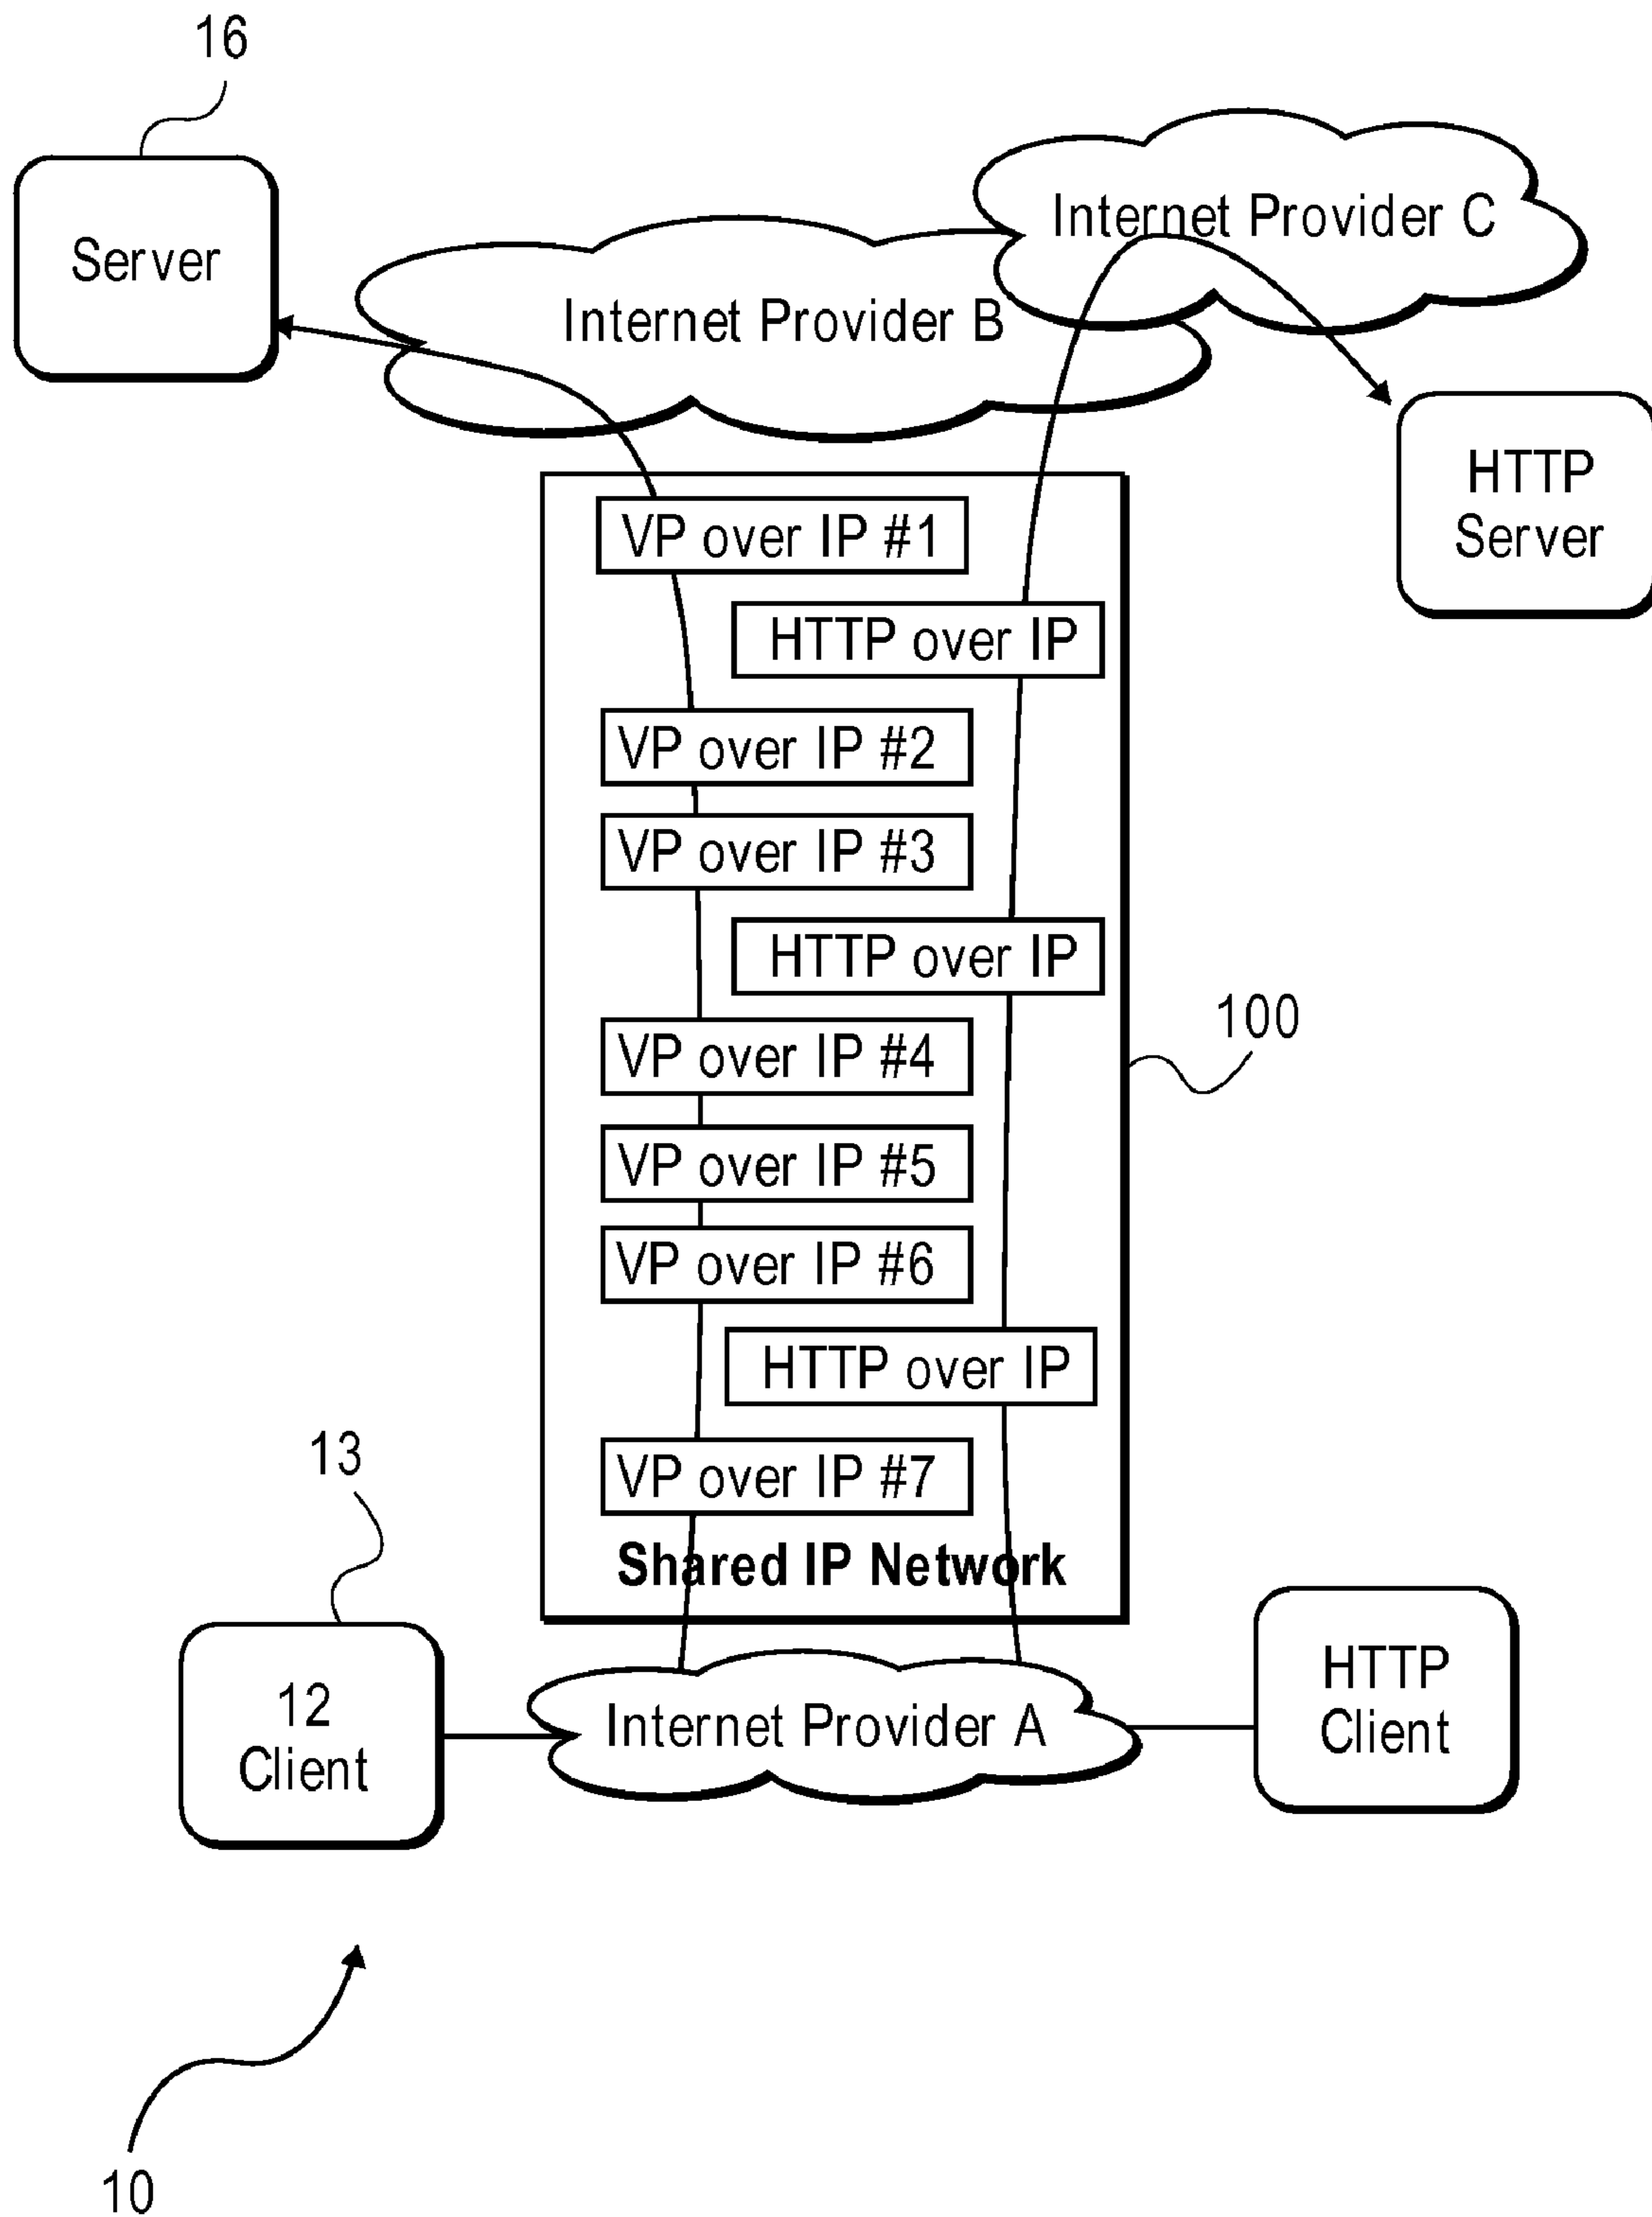 16
Server
Internet Provider C
Internet Provider B
HTTP
Server
VP over IP #1
HTTP over IP
VP over IP #2
VP over IP #3
HTTP over IP
100
VP over IP #4
VP over IP #5
VP over IP #6
HTTP over IP
13
VP over IP #7
Shared IP Network
12
Client
Internet Provider A
HTTP
Client
10